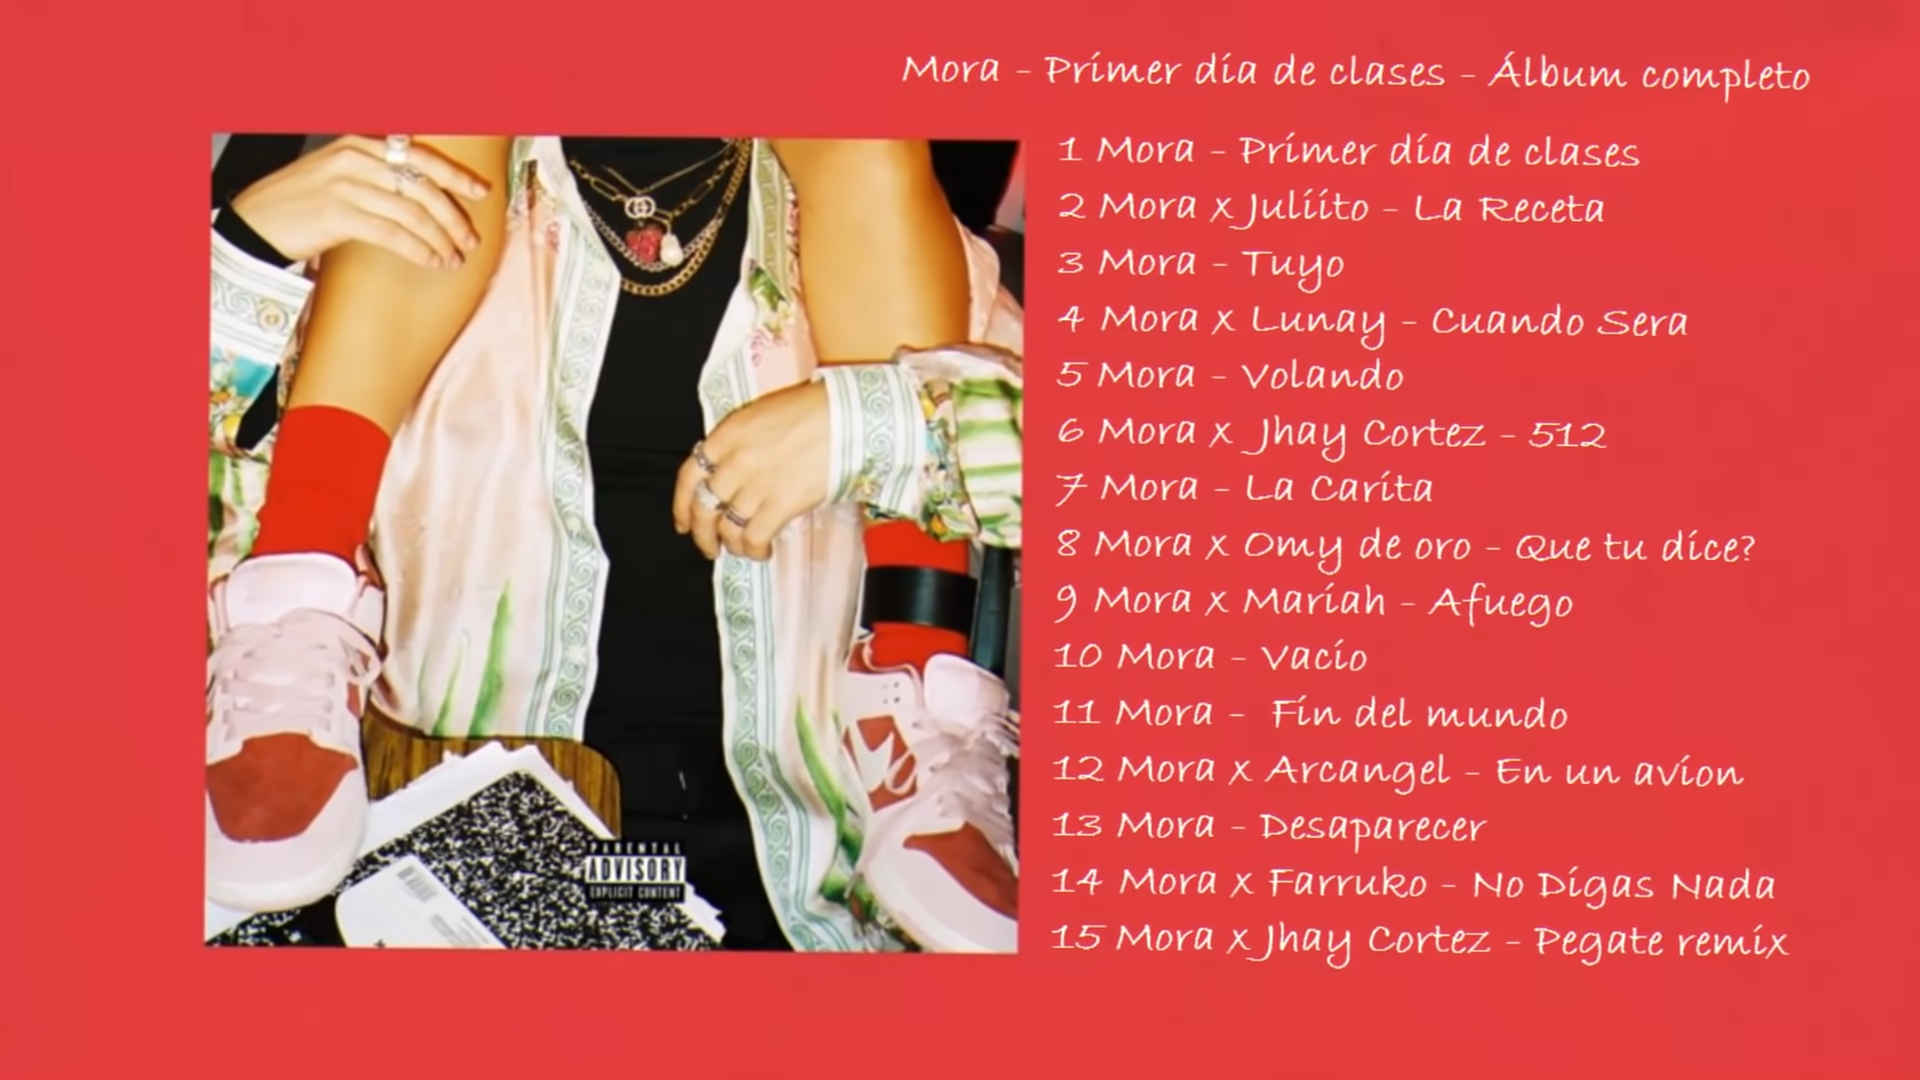 Mora - Primer día de clases - Álbum completo
1 Mora - Primer día de clases
2 Mora x Juliito - La Receta
3 Mora - Tuyo
4 Mora x Lunay - Cuando Sera
5 Mora - Volando
6 Mora x Jhay Cortez - 512
7 Mora - La Carita
8 Mora x Omy de oro - Que tu dice?
9 Mora x Mariah - Afuego
10 Mora - Vacio
11 Mora - Fin del mundo
12 Mora x Arcangel - En un avion
13 Mora - Desaparecer
14 Mora x Farruko - No Digas Nada
15 Mora x Jhay Cortez - Pegate remix
PARENTAL
ADVISORY
EXPLICIT CONTENT